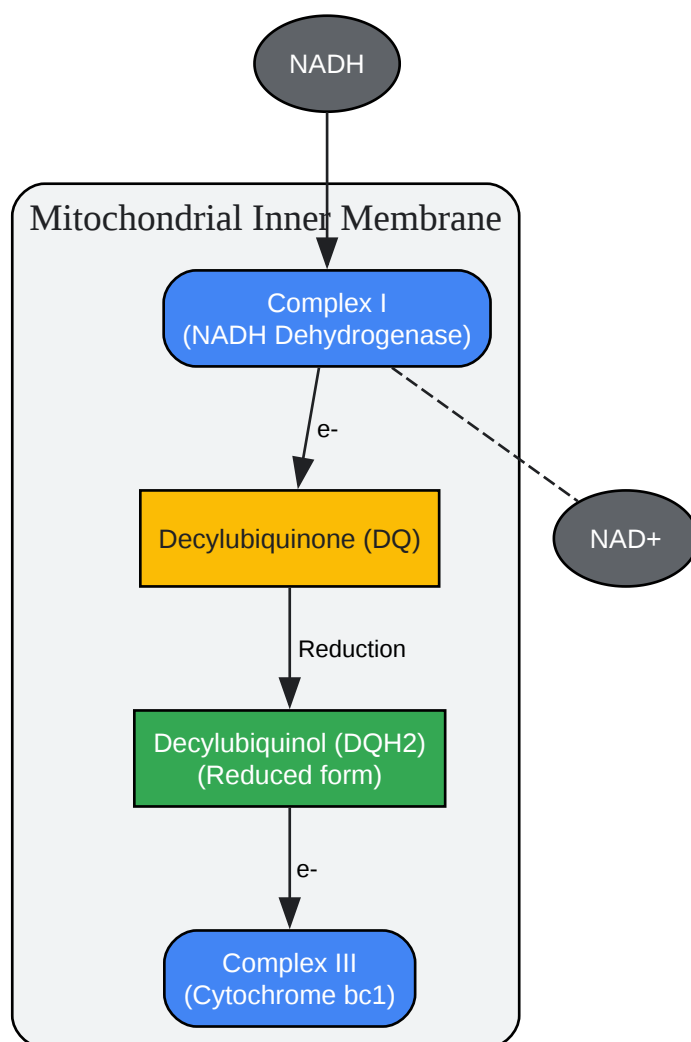 NADH
Mitochondrial Inner Membrane
Complex I
(NADH Dehydrogenase)
e-
Decylubiquinone (DQ)
NAD+
Reduction
Decylubiquinol (DQH2)
(Reduced form)
e-
Complex III
(Cytochrome bc1)